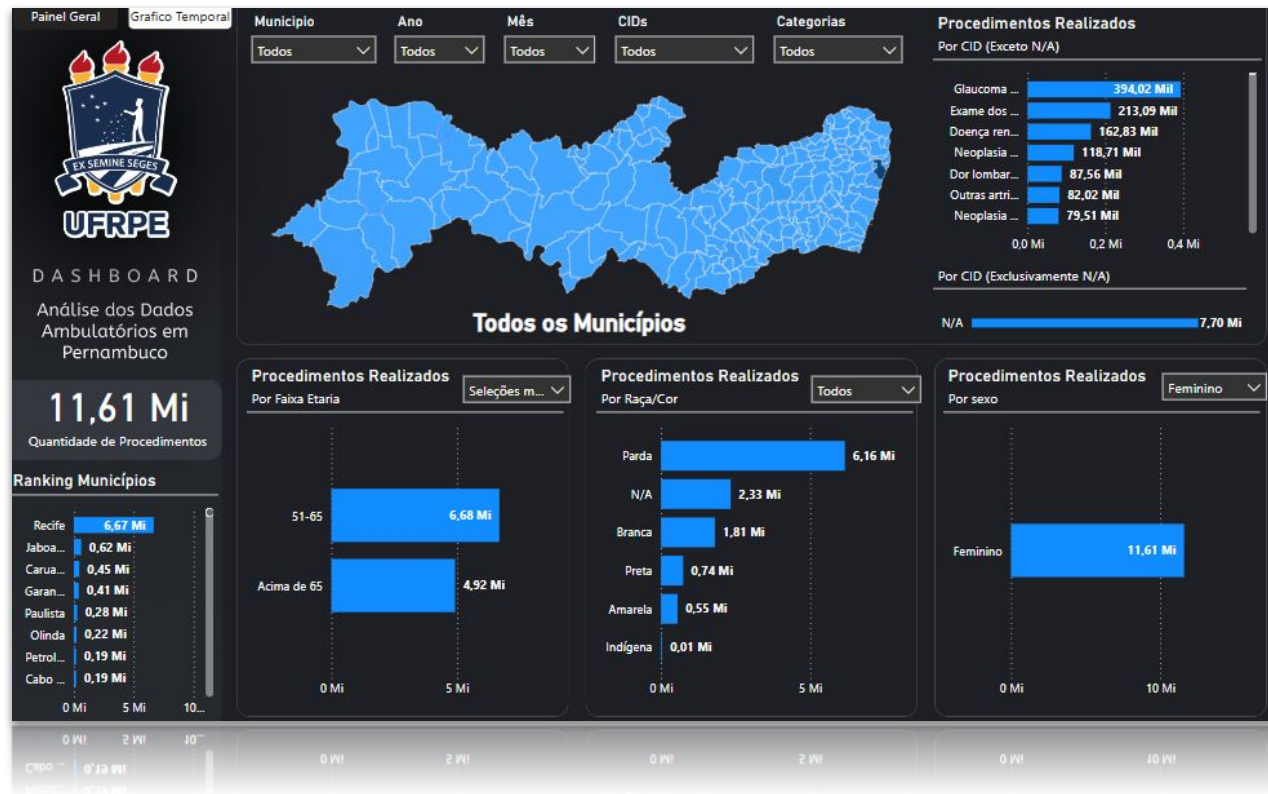 Painel Geral
Grafico Temporal
EX SEMINE SEGES
UFRPE
DASHBOARD
Análise dos Dados
Ambulatórios em
Pernambuco
11,61 Mi
Quantidade de Procedimentos
Ranking Municípios
Recife 6,67 Mi
Jaboa... 0,62 Mi
Carua... 0,45 Mi
Garan... 0,41 Mi
Paulista 0,28 Mi
Olinda 0,22 Mi
Petrol... 0,19 Mi
Cabo ... 0,19 Mi
0 Mi 5 Mi 10...
Municipio Ano Mês CIDs Categorias
Todos Todos Todos Todos Todos
Todos os Municípios
Procedimentos Realizados
Por CID (Exceto N/A)
Glaucoma ... 394,02 Mil
Exame dos ... 213,09 Mil
Doença ren... 162,83 Mil
Neoplasia ... 118,71 Mil
Dor lombar... 87,56 Mil
Outras artri... 82,02 Mil
Neoplasia ... 79,51 Mil
0,0 Mi 0,2 Mi 0,4 Mi
Por CID (Exclusivamente N/A)
N/A 7,70 Mi
Procedimentos Realizados
Por Faixa Etaria
Seleções m...
51-65 6,68 Mi
Acima de 65 4,92 Mi
0 Mi 5 Mi
Procedimentos Realizados
Por Raça/Cor
Todos
Parda 6,16 Mi
N/A 2,33 Mi
Branca 1,81 Mi
Preta 0,74 Mi
Amarela 0,55 Mi
Indígena 0,01 Mi
0 Mi 5 Mi
Procedimentos Realizados
Por sexo
Feminino
Feminino 11,61 Mi
0 Mi 10 Mi